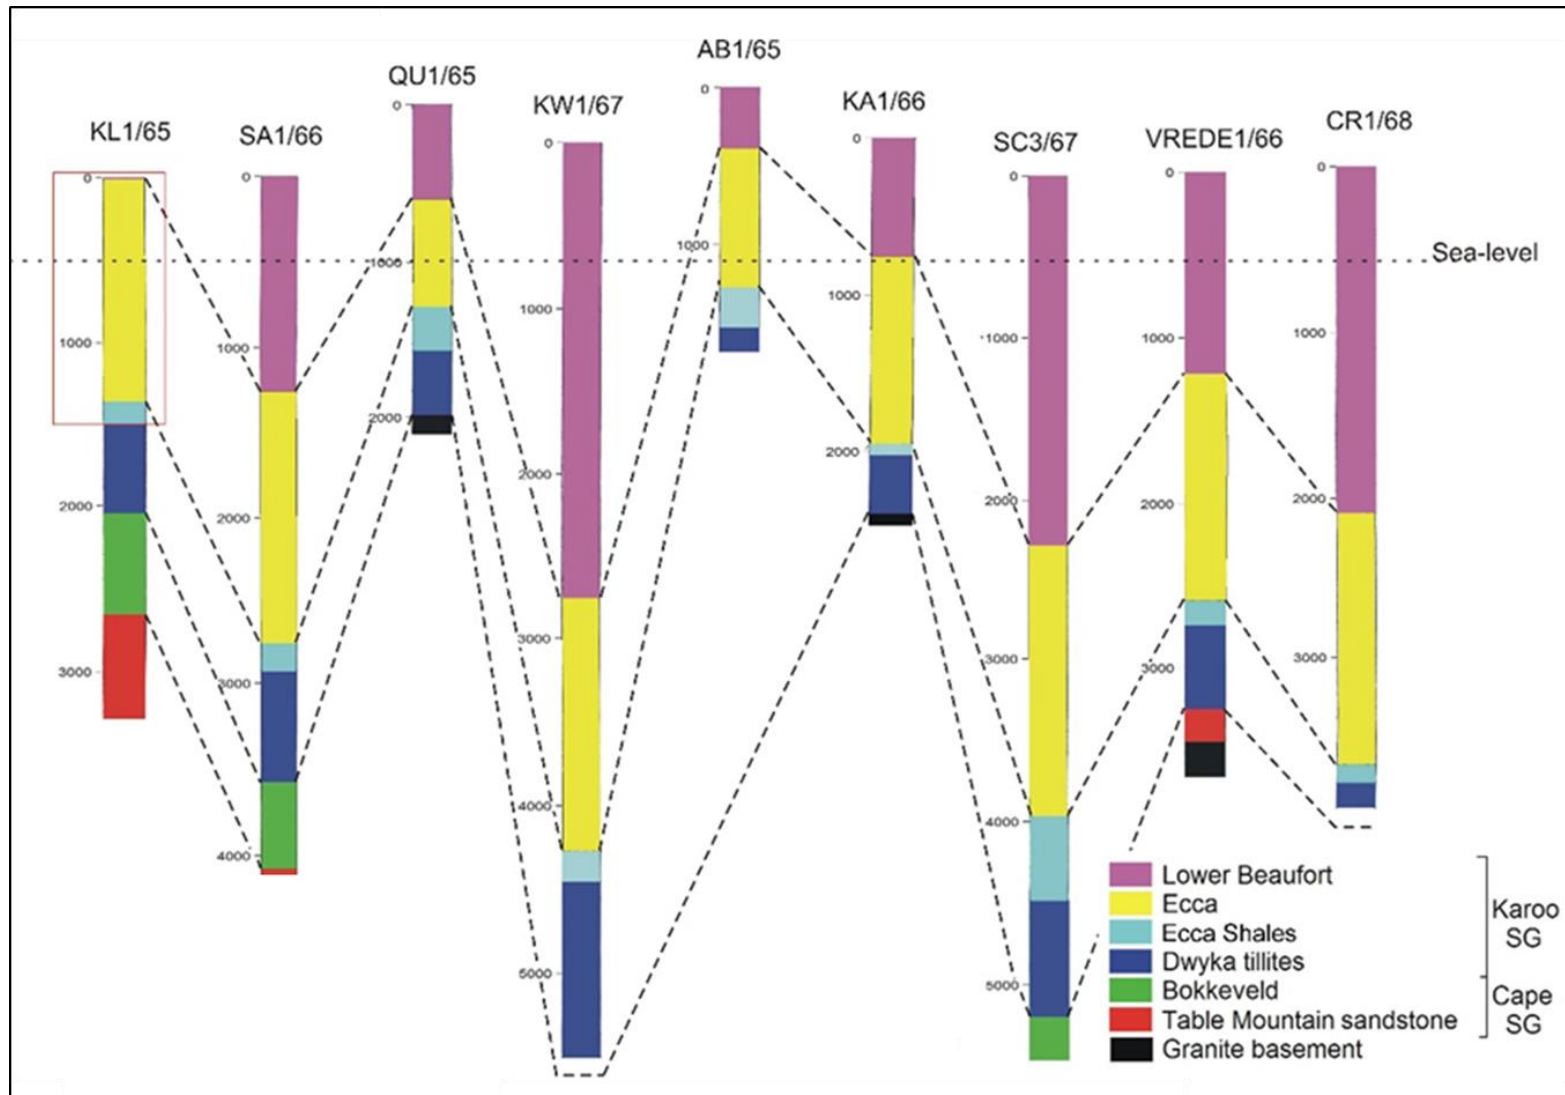 KL1/65
0
1000
2000
3000
SA1/66
0
1000
2000
3000
4000
QU1/65
0
1000
2000
KW1/67
0
1000
2000
3000
4000
5000
AB1/65
0
1000
KA1/66
0
1000
2000
SC3/67
0
1000
2000
3000
4000
5000
VREDE1/66
0
1000
2000
3000
CR1/68
0
1000
2000
3000
Sea-level
Lower Beaufort
Ecca
Ecca Shales
Dwyka tillites
Bokkeveld
Table Mountain sandstone
Granite basement
Karoo
SG
Cape
SG